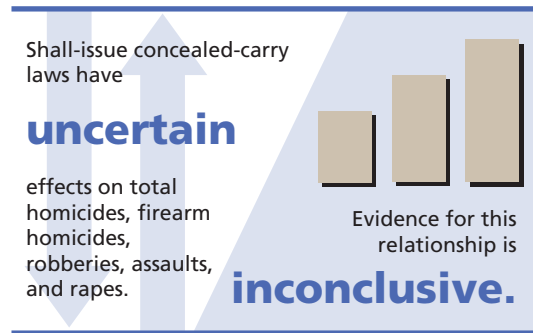 Shall-issue concealed-carry
laws have
uncertain
effects on total
homicides, firearm
homicides,
robberies, assaults,
and rapes.
Evidence for this
relationship is
inconclusive.